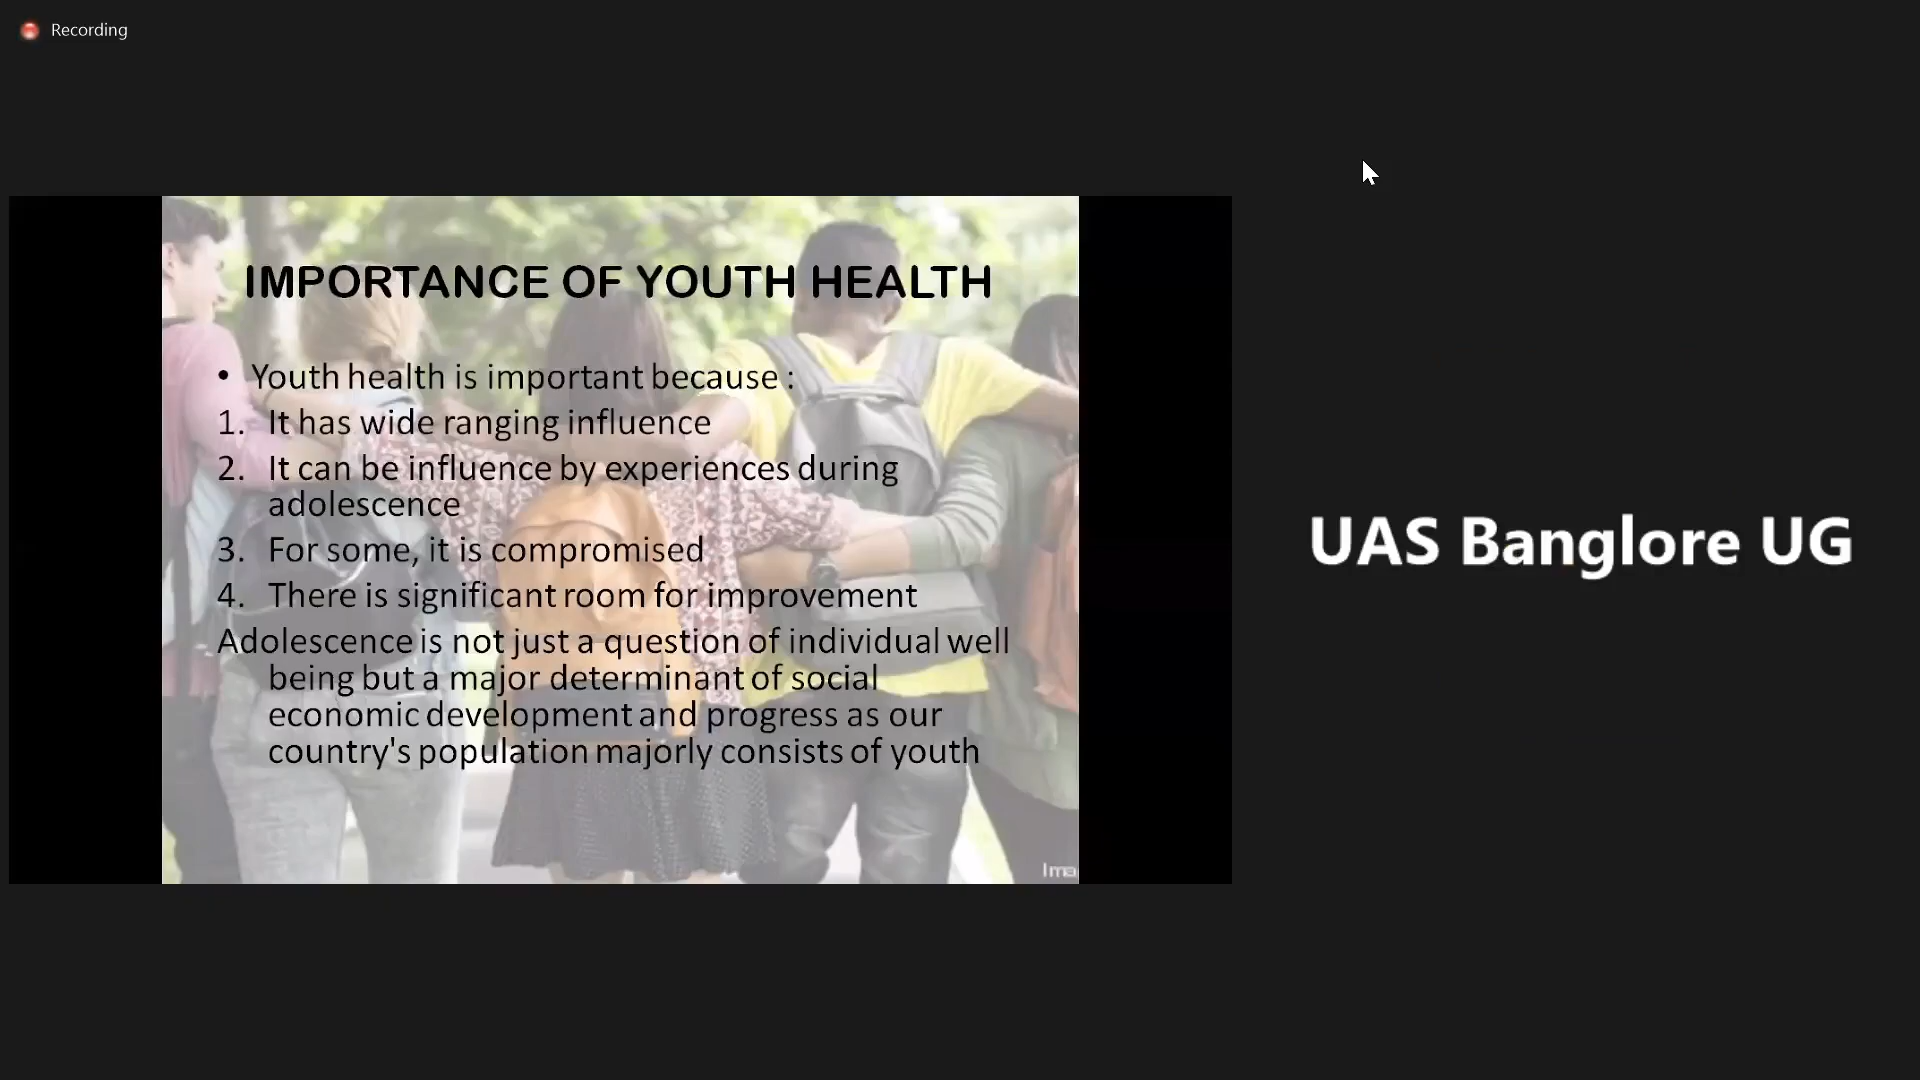 Recording
IMPORTANCE OF YOUTH HEALTH
• Youth health is important because :
1. It has wide ranging influence
2. It can be influence by experiences during
adolescence
3. For some, it is compromised
4. There is significant room for improvement
Adolescence is not just a question of individual well
being but a major determinant of social
economic development and progress as our
country's population majorly consists of youth
Ima
UAS Banglore UG